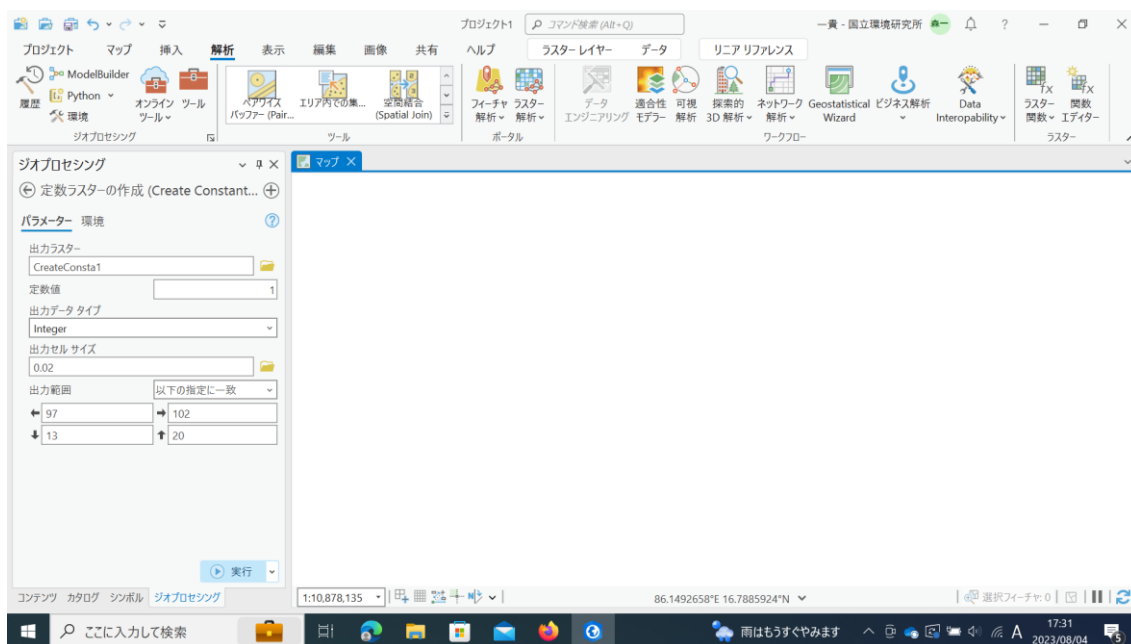 プロジェクト1
コマンド検索 (Alt+Q)
一貴 - 国立環境研究所
森一
?
プロジェクト マップ 挿入 解析 表示 編集 画像 共有 ヘルプ ラスター レイヤー データ リニア リファレンス
履歴
ModelBuilder
Python
環境
オンライン ツール
ツール
ペアワイズ バッファー (Pair...
エリア内での集...
空間結合 (Spatial Join)
フィーチャ 解析
ラスター 解析
データ エンジニアリング
適合性 モデラー
可視 解析
探索的 3D 解析
ネットワーク 解析
Geostatistical Wizard
ビジネス解析
Data Interopability
ラスター 関数
関数 エディター
ジオプロセシング ツール ポータル ワークフロー ラスター
ジオプロセシング
マップ
定数ラスターの作成 (Create Constant...
パラメーター 環境
出力ラスター
CreateConsta1
定数値
1
出力データ タイプ
Integer
出力セル サイズ
0.02
出力範囲 以下の指定に一致
97 102
13 20
実行
コンテンツ カタログ シンボル ジオプロセシング
1:10,878,135
86.1492658°E 16.7885924°N
選択フィーチャ: 0
ここに入力して検索
雨はもうすぐやみます
A
17:31
2023/08/04
5